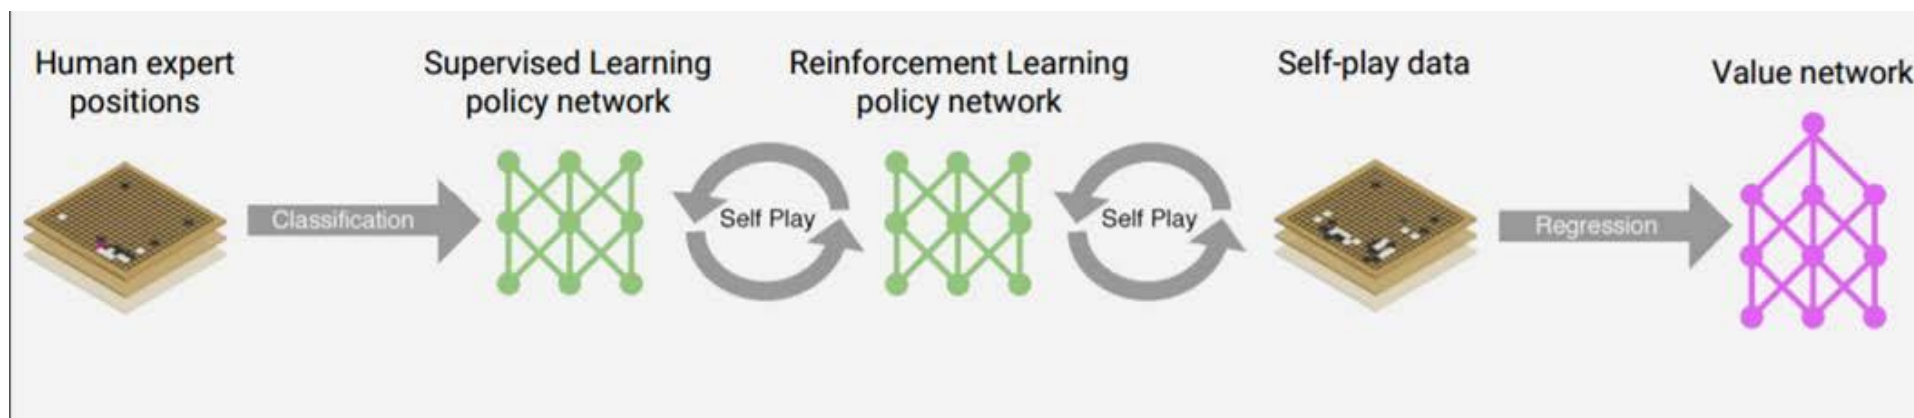 Human expert
positions
Supervised Learning
policy network
Reinforcement Learning
policy network
Self-play data
Value network
Classification
Self Play
Self Play
Regression